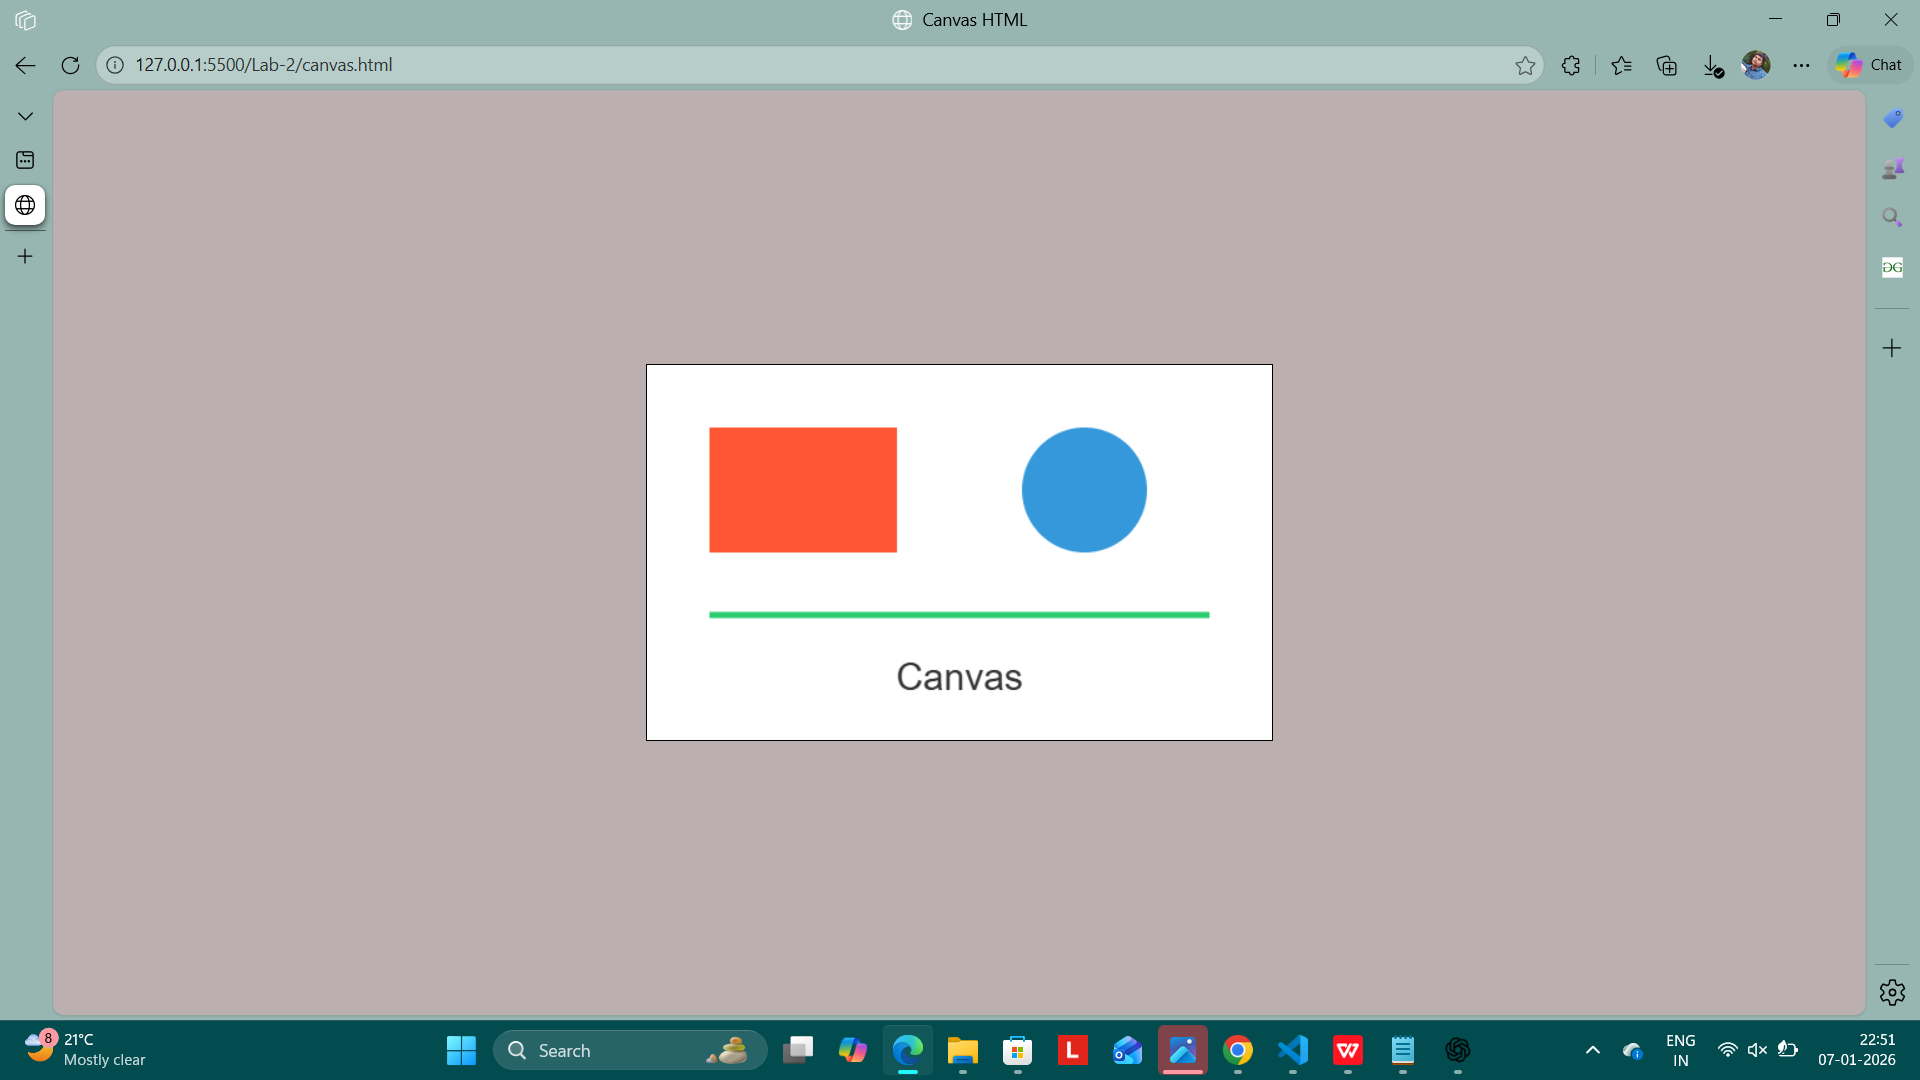 Canvas HTML
127.0.0.1:5500/Lab-2/canvas.html
Chat
Canvas
8
21°C
Mostly clear
Search
L
ENG
IN
22:51
07-01-2026